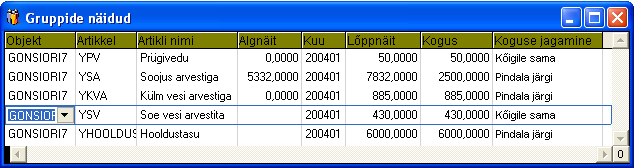 Gruppide näidud
Objekt Artikkel Artikli nimi Algnäit Kuu Lõppnäit Kogus Koguse jagamine
GONSIORI7 YPV Prügivedu 0,0000 200401 50,0000 50,0000 Kõigile sama
GONSIORI7 YSA Soojus arvestiga 5332,0000 200401 7832,0000 2500,0000 Pindala järgi
GONSIORI7 YKVA Külm vesi arvestiga 0,0000 200401 885,0000 885,0000 Pindala järgi
GONSIOF YSV Soe vesi arvestita 200401 430,0000 430,0000 Kõigile sama
GONSIORI7 YHOOLDUS Hooldustasu 200401 6000,0000 6000,0000 Pindala järgi
0